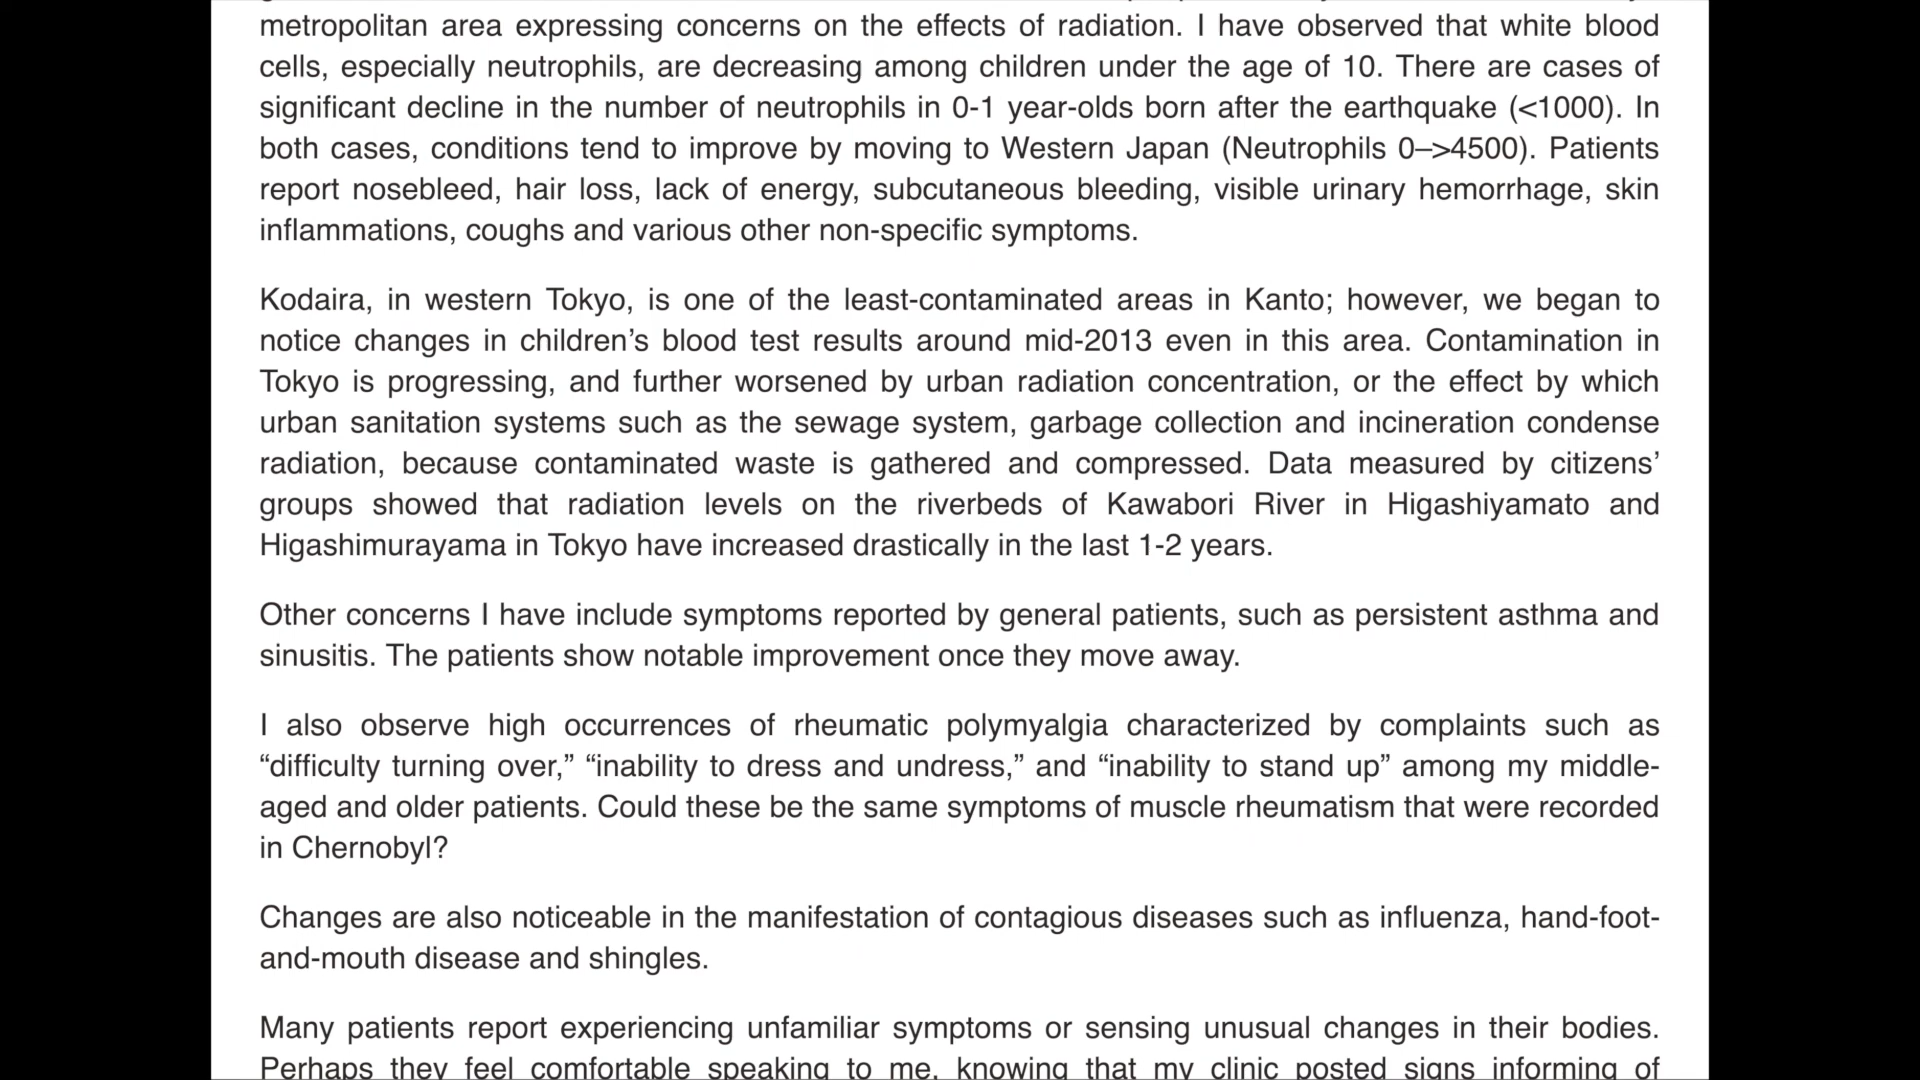 metropolitan area expressing concerns on the effects of radiation. I have observed that white blood
cells, especially neutrophils, are decreasing among children under the age of 10. There are cases of
significant decline in the number of neutrophils in 0-1 year-olds born after the earthquake (<1000). In
both cases, conditions tend to improve by moving to Western Japan (Neutrophils 0–>4500). Patients
report nosebleed, hair loss, lack of energy, subcutaneous bleeding, visible urinary hemorrhage, skin
inflammations, coughs and various other non-specific symptoms.
Kodaira, in western Tokyo, is one of the least-contaminated areas in Kanto; however, we began to
notice changes in children’s blood test results around mid-2013 even in this area. Contamination in
Tokyo is progressing, and further worsened by urban radiation concentration, or the effect by which
urban sanitation systems such as the sewage system, garbage collection and incineration condense
radiation, because contaminated waste is gathered and compressed. Data measured by citizens’
groups showed that radiation levels on the riverbeds of Kawabori River in Higashiyamato and
Higashimurayama in Tokyo have increased drastically in the last 1-2 years.
Other concerns I have include symptoms reported by general patients, such as persistent asthma and
sinusitis. The patients show notable improvement once they move away.
I also observe high occurrences of rheumatic polymyalgia characterized by complaints such as
“difficulty turning over,” “inability to dress and undress,” and “inability to stand up” among my middle-
aged and older patients. Could these be the same symptoms of muscle rheumatism that were recorded
in Chernobyl?
Changes are also noticeable in the manifestation of contagious diseases such as influenza, hand-foot-
and-mouth disease and shingles.
Many patients report experiencing unfamiliar symptoms or sensing unusual changes in their bodies.
Perhaps they feel comfortable speaking to me, knowing that my clinic posted signs informing of